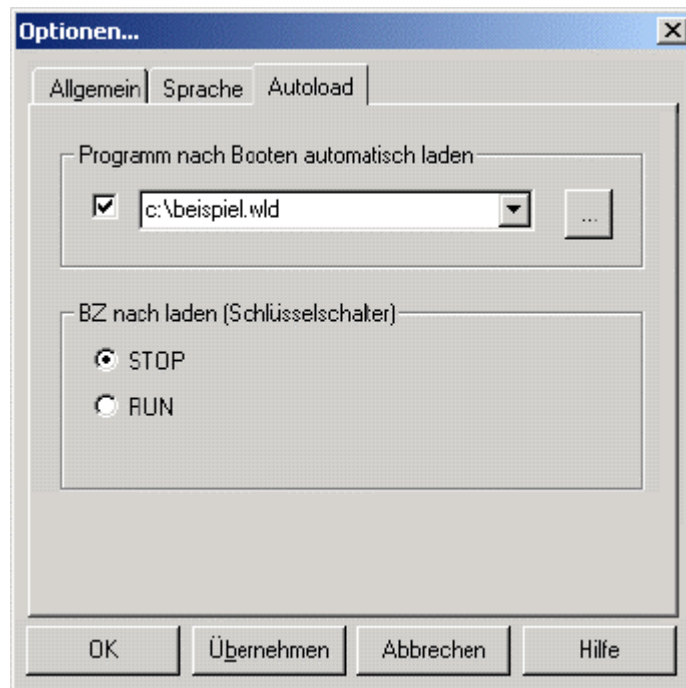 Optionen...
Allgemein Sprache Autoload
Programm nach Booten automatisch laden
c:\beispiel.wld ...
BZ nach laden (Schlüsselschalter)
STOP
RUN
OK Übernehmen Abbrechen Hilfe